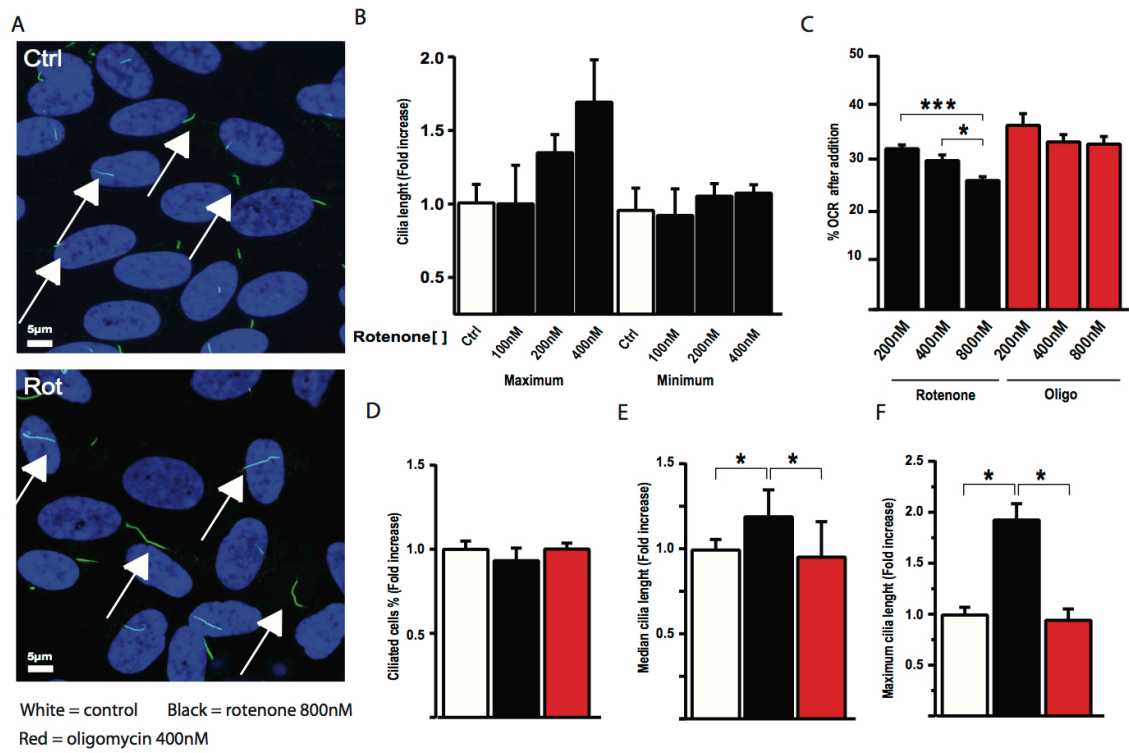 A
Ctrl
5µm
Rot
5µm
White = control Black = rotenone 800nM
Red = oligomycin 400nM
B
Cilia lenght (Fold increase)
2.0
1.5
1.0
0.5
Rotenone[ ]
Ctrl 100nM 200nM 400nM Ctrl 100nM 200nM 400nM
Maximum Minimum
C
% OCR after addition
50
40
30
20
10
*** 
*
200nM 400nM 800nM 200nM 400nM 800nM
Rotenone Oligo
D
Ciliated cells % (Fold increase)
1.5
1.0
0.5
E
Median cilia lenght (Fold increase)
1.5
1.0
0.5
* *
F
Maximum cilia lenght (Fold increase)
2.5
2.0
1.5
1.0
0.5
* *